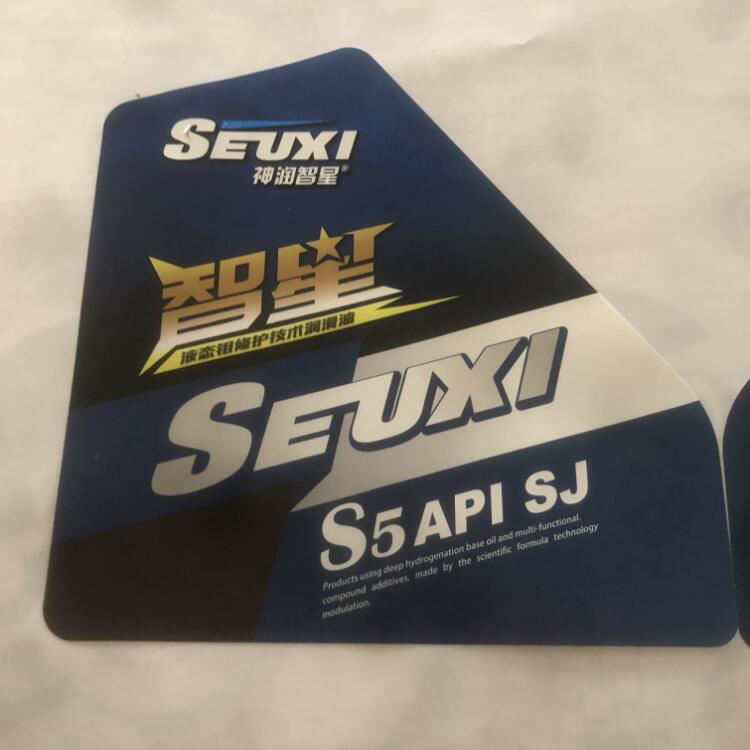 SEUXI
神润智星®
智星
液态钼修护技术润滑油
SEUXI
S5 API SJ
Products using deep hydrogenation base oil and multi-functional.
compound additives, made by the scientific formula technology
modulation.